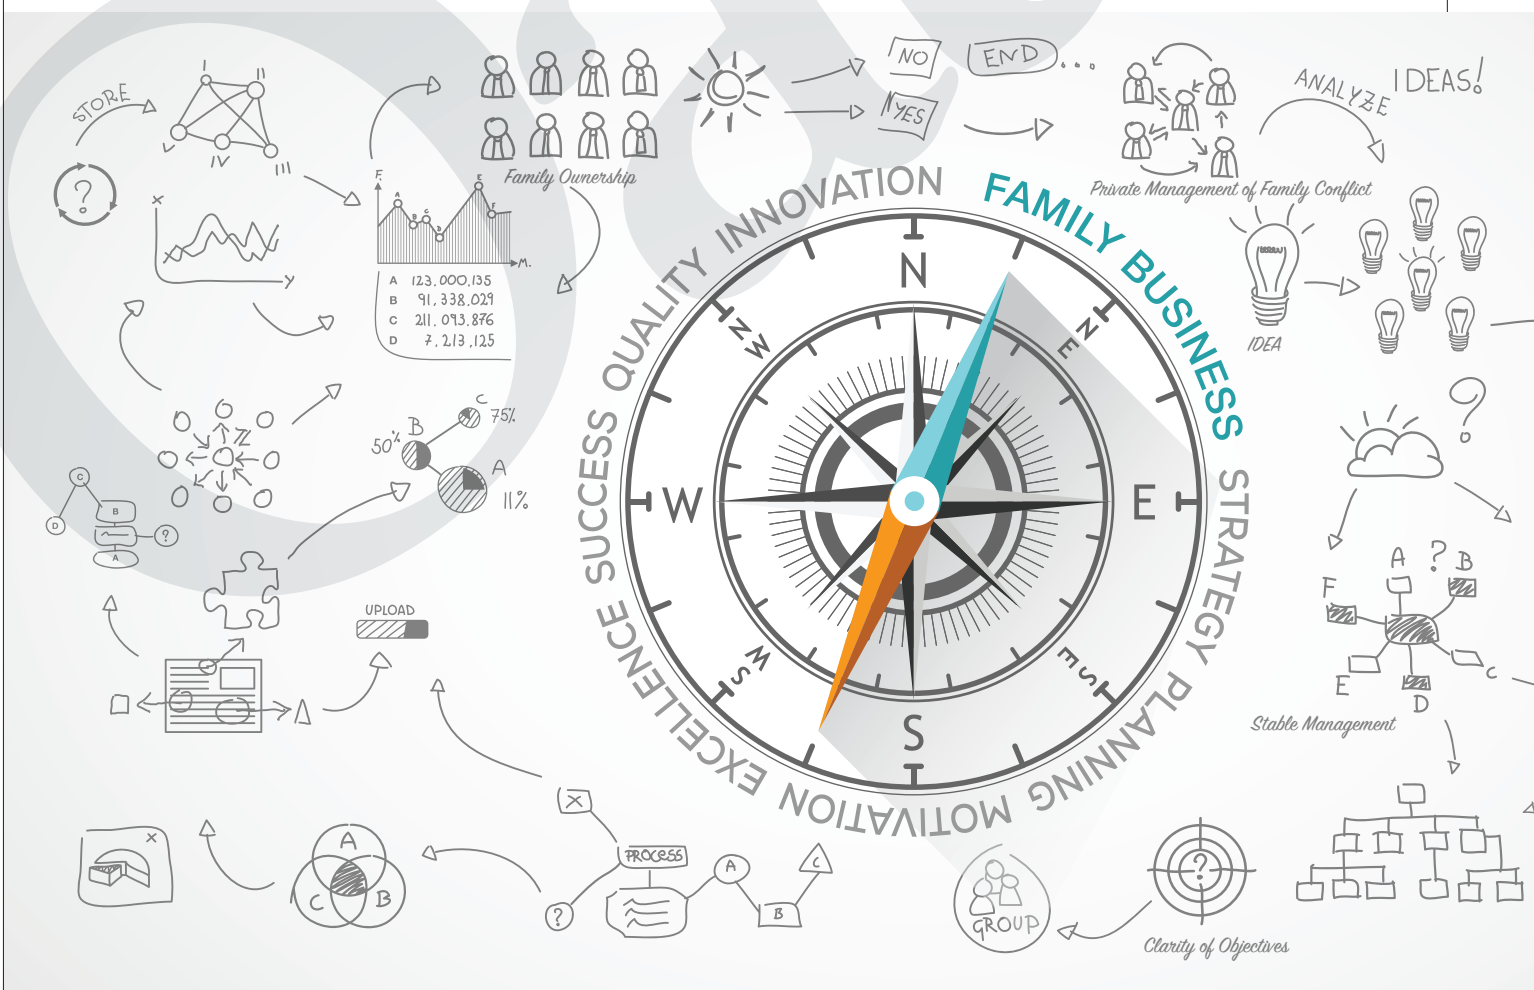 STORE
I
II
III
IV
V
?
X
Y
F.
A
B
C
D
E
F
M.
A 123,000,135
B 91,338,029
C 211,093,876
D 7,213,125
Family Ownership
NO
YES
END...
Private Management of Family Conflict
ANALYZE
IDEAS!
IDEA
?
SUCCESS QUALITY INNOVATION
FAMILY BUSINESS
STRATEGY PLANNING MOTIVATION EXCELLENCE
N
NE
E
SE
S
SW
W
NW
50%
B
C
75%
A
11%
C
D
B
?
A
UPLOAD
A
? B
F
E
D
C
Stable Management
X
PROCESS
?
A
B
C
X
A
C
B
GROUP
?
Clarity of Objectives